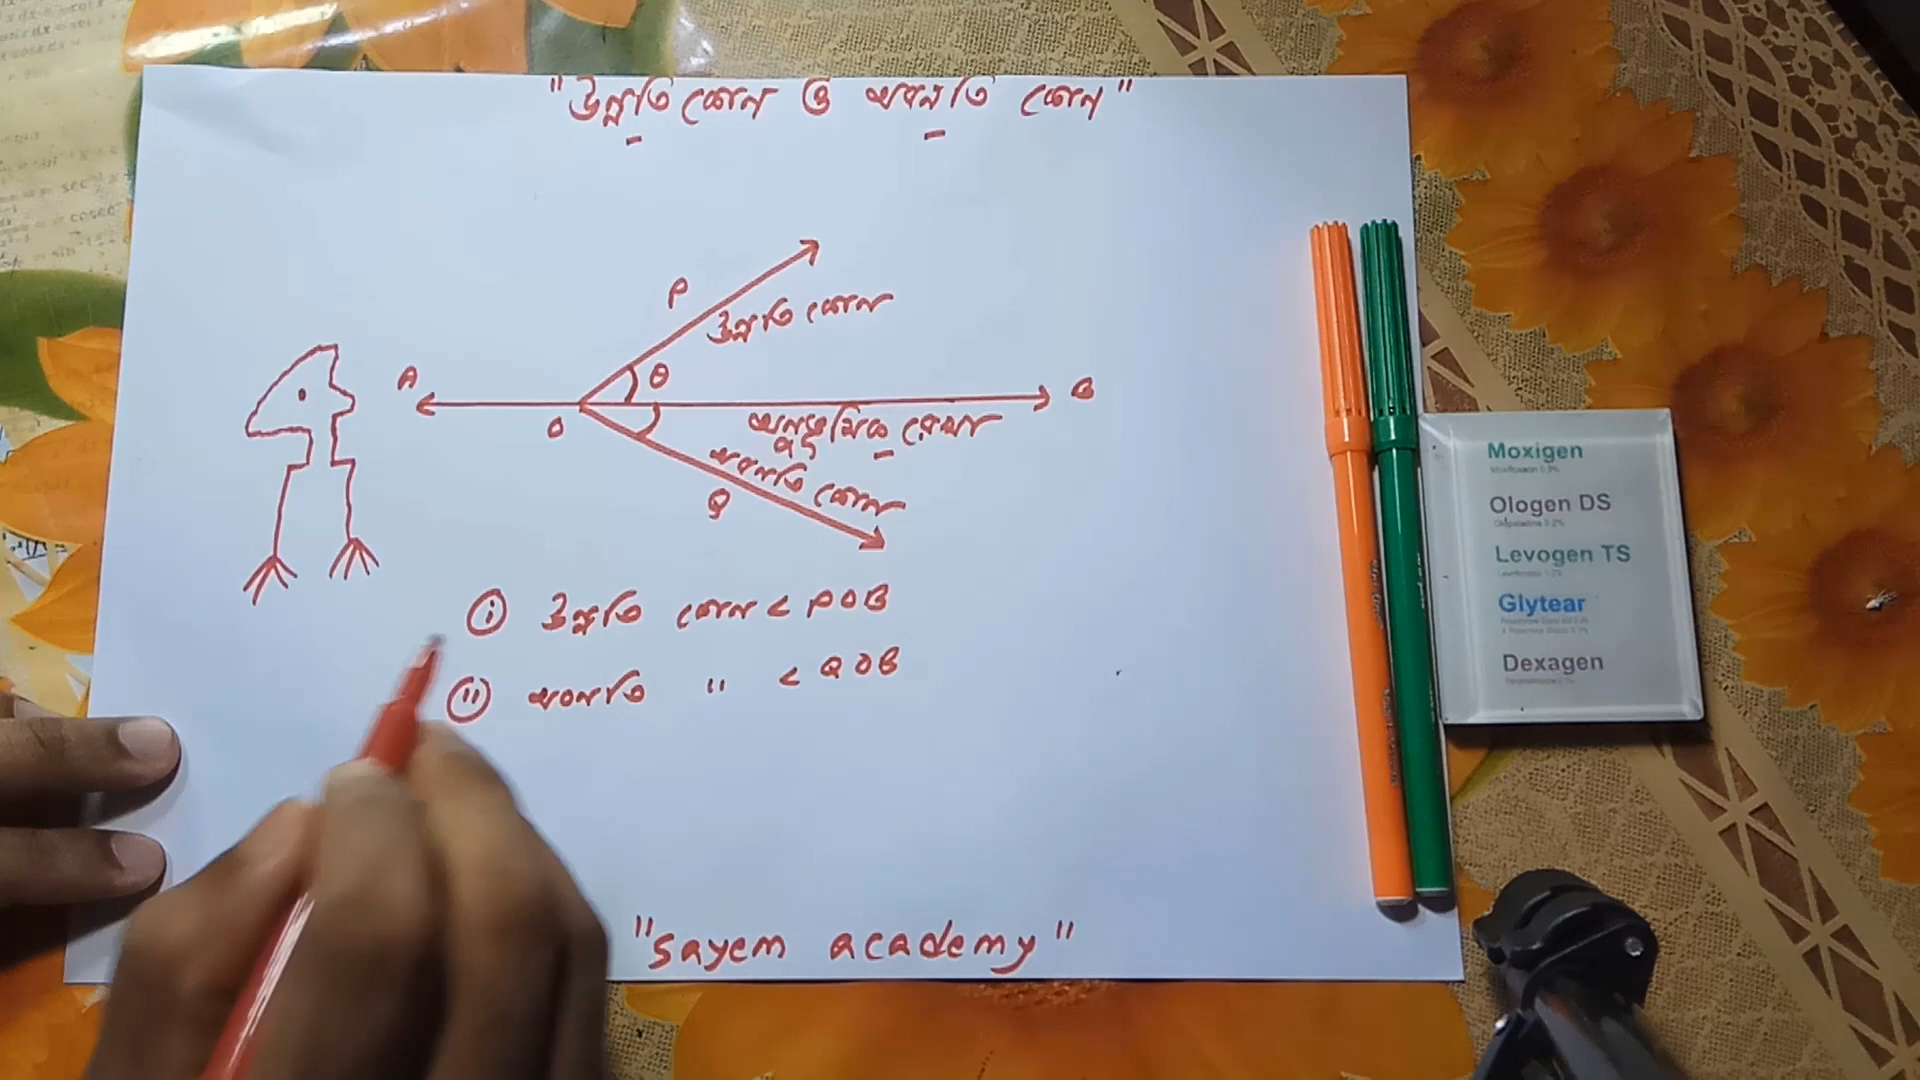 "উন্নতি কোন ও অবনতি কোন"
P
উন্নতি কোন
A
θ
B
O
অনুভূমিক রেখা
অবনতি কোন
Q
i উন্নতি কোন < POB
ii অবনতি " < QOB
"Sayem academy"
Moxigen
Ologen DS
Levogen TS
Glytear
Dexagen